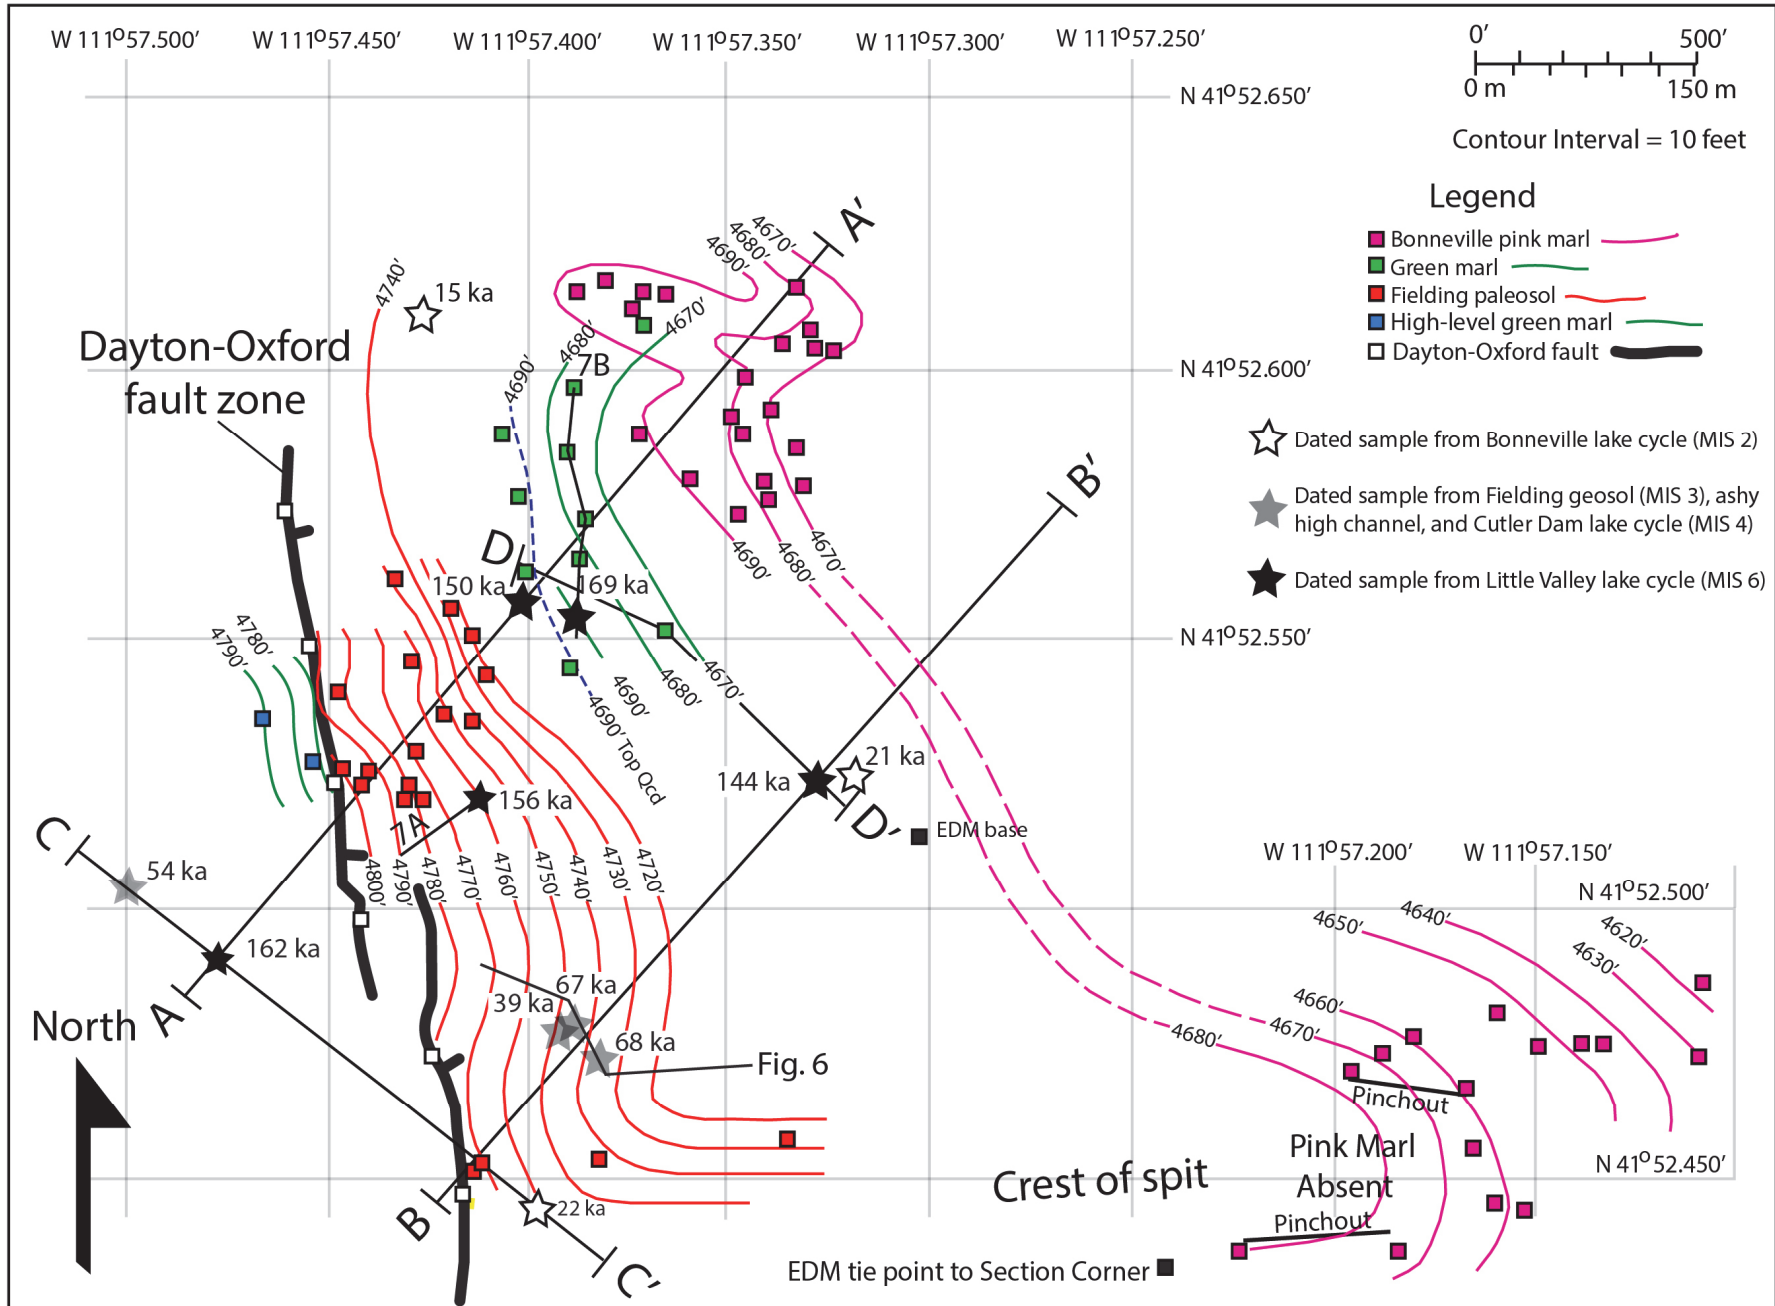 W 111°57.500’
W 111°57.450’
W 111°57.400’
W 111°57.350’
W 111°57.300’
W 111°57.250’
0’
500’
0 m
150 m
N 41°52.650’
Contour Interval = 10 feet
Legend
Bonneville pink marl
Green marl
Fielding paleosol
High-level green marl
Dayton-Oxford fault
N 41°52.600’
Dated sample from Bonneville lake cycle (MIS 2)
Dated sample from Fielding geosol (MIS 3), ashy
high channel, and Cutler Dam lake cycle (MIS 4)
Dated sample from Little Valley lake cycle (MIS 6)
N 41°52.550’
A’
4670’
4680’
4690’
4740’
15 ka
4670’
4680’
7B
4690’
Dayton-Oxford
fault zone
B’
D
150 ka
169 ka
4690’
4680’
4670’
4780’
4790’
4670’
4680’
4690’
4690’ Top Qcd
144 ka
21 ka
D’
EDM base
156 ka
7A
C
54 ka
4800’
4790’
4780’
4770’
4760’
4750’
4740’
4730’
4720’
162 ka
A
North
67 ka
39 ka
68 ka
Fig. 6
B
22 ka
C’
W 111°57.200’
W 111°57.150’
N 41°52.500’
4650’
4640’
4620’
4630’
4660’
4670’
4680’
Pinchout
Pink Marl
Absent
Pinchout
N 41°52.450’
Crest of spit
EDM tie point to Section Corner